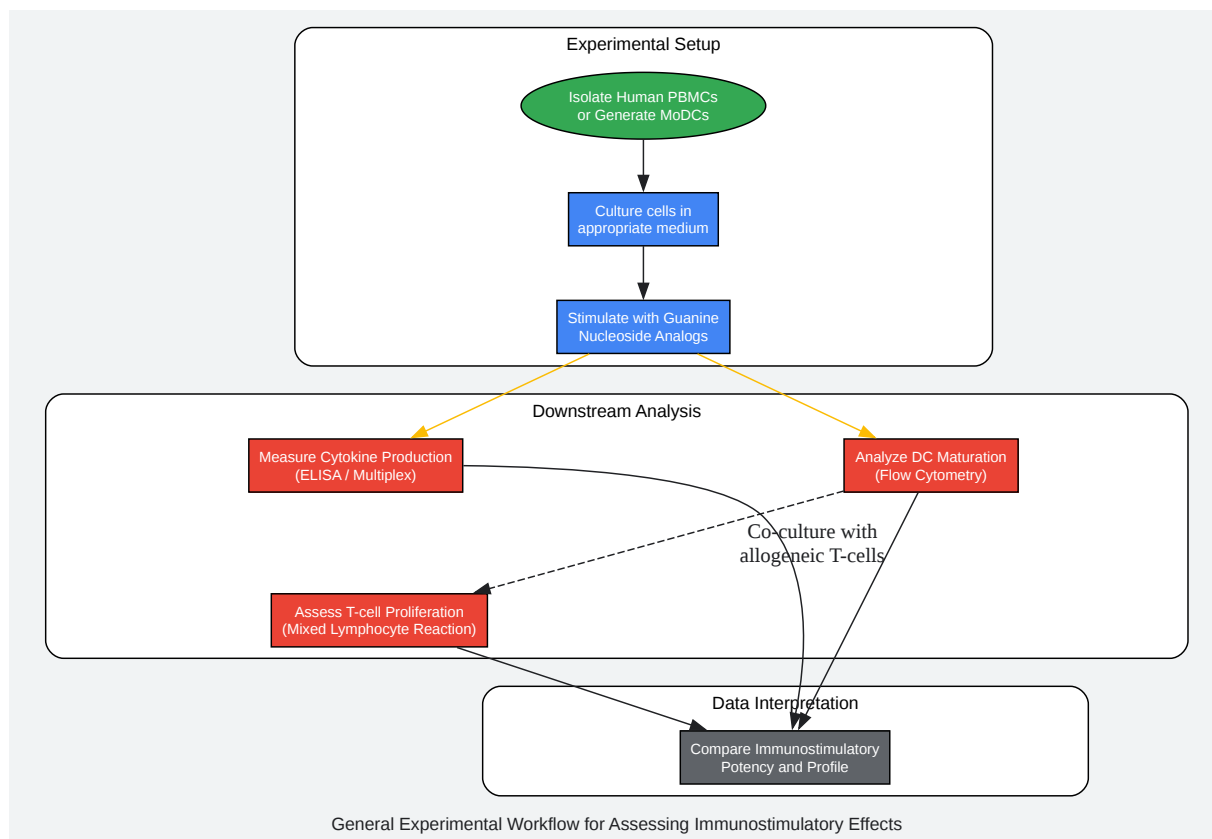 Experimental Setup
Isolate Human PBMCs
or Generate MoDCs
Culture cells in
appropriate medium
Stimulate with Guanine
Nucleoside Analogs
Downstream Analysis
Measure Cytokine Production
(ELISA / Multiplex)
Analyze DC Maturation
(Flow Cytometry)
Co-culture with
allogeneic T-cells
Assess T-cell Proliferation
(Mixed Lymphocyte Reaction)
Data Interpretation
Compare Immunostimulatory
Potency and Profile
General Experimental Workflow for Assessing Immunostimulatory Effects